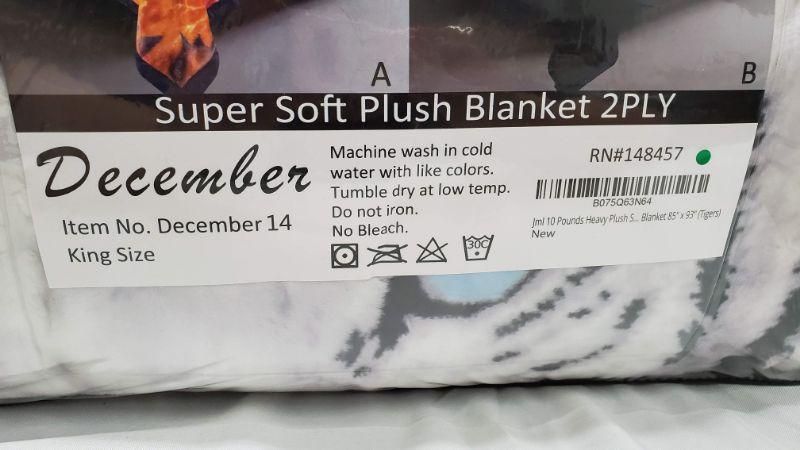 A
B
Super Soft Plush Blanket 2PLY
December
Item No. December 14
King Size
Machine wash in cold
water with like colors.
Tumble dry at low temp.
Do not iron.
No Bleach.
30C
RN#148457
B075Q63N64
Jml 10 Pounds Heavy Plush S... Blanket 85" x 93" (Tigers)
New